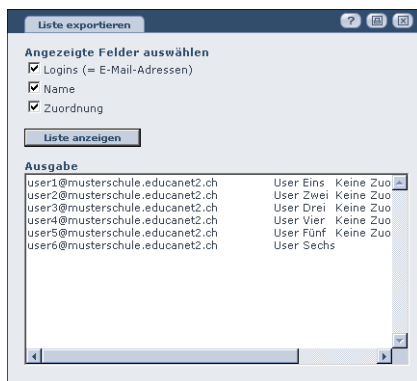 Liste exportieren
Angezeigte Felder auswählen
Logins (= E-Mail-Adressen)
Name
Zuordnung
Liste anzeigen
Ausgabe
user1@musterschule.educanet2.ch User Eins Keine Zuo
user2@musterschule.educanet2.ch User Zwei Keine Zuo
user3@musterschule.educanet2.ch User Drei Keine Zuo
user4@musterschule.educanet2.ch User Vier Keine Zuo
user5@musterschule.educanet2.ch User Fünf Keine Zuo
user6@musterschule.educanet2.ch User Sechs